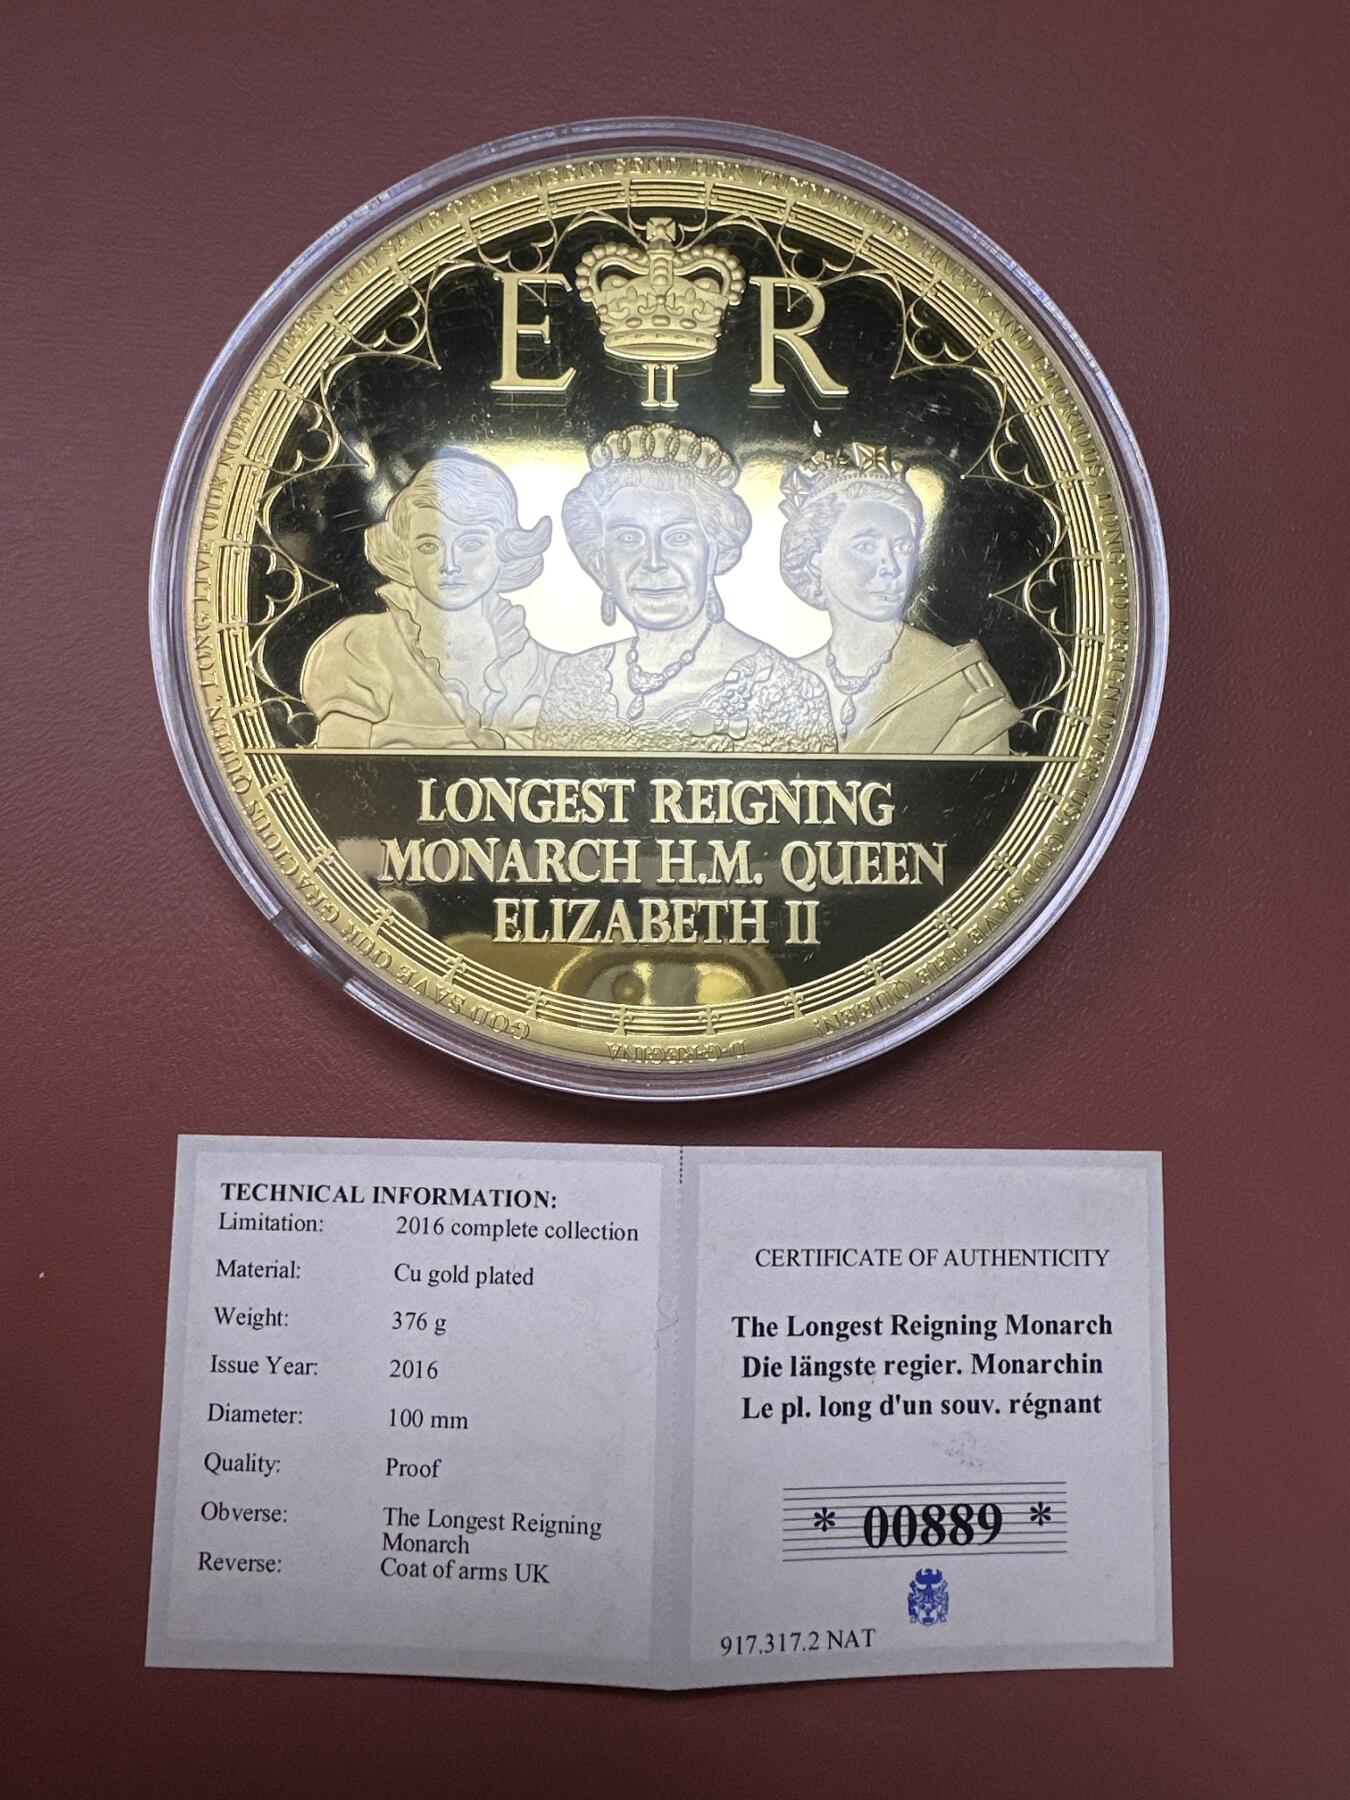 GOD SAVE OUR GRACIOUS QUEEN, LONG LIVE OUR NOBLE QUEEN, GOD SAVE THE QUEEN! SEND HER VICTORIOUS, HAPPY AND GLORIOUS, LONG TO REIGN OVER US, GOD SAVE THE QUEEN!
E R
II
LONGEST REIGNING
MONARCH H.M. QUEEN
ELIZABETH II
D·G·REGINA
TECHNICAL INFORMATION:
Limitation: 2016 complete collection
Material: Cu gold plated
Weight: 376 g
Issue Year: 2016
Diameter: 100 mm
Quality: Proof
Obverse: The Longest Reigning
Monarch
Reverse: Coat of arms UK
CERTIFICATE OF AUTHENTICITY
The Longest Reigning Monarch
Die längste regier. Monarchin
Le pl. long d'un souv. régnant
* 00889 *
917.317.2 NAT